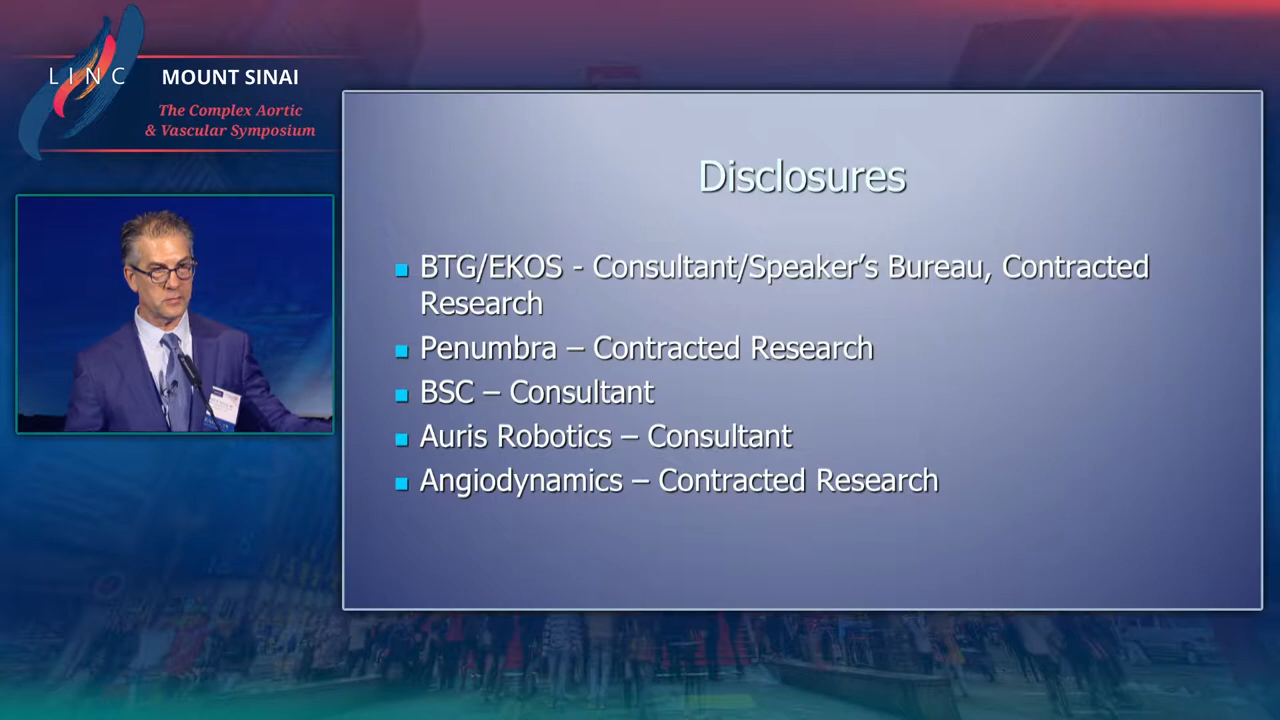 LINC
MOUNT SINAI
The Complex Aortic
& Vascular Symposium
Disclosures
BTG/EKOS - Consultant/Speaker’s Bureau, Contracted
Research
Penumbra – Contracted Research
BSC – Consultant
Auris Robotics – Consultant
Angiodynamics – Contracted Research